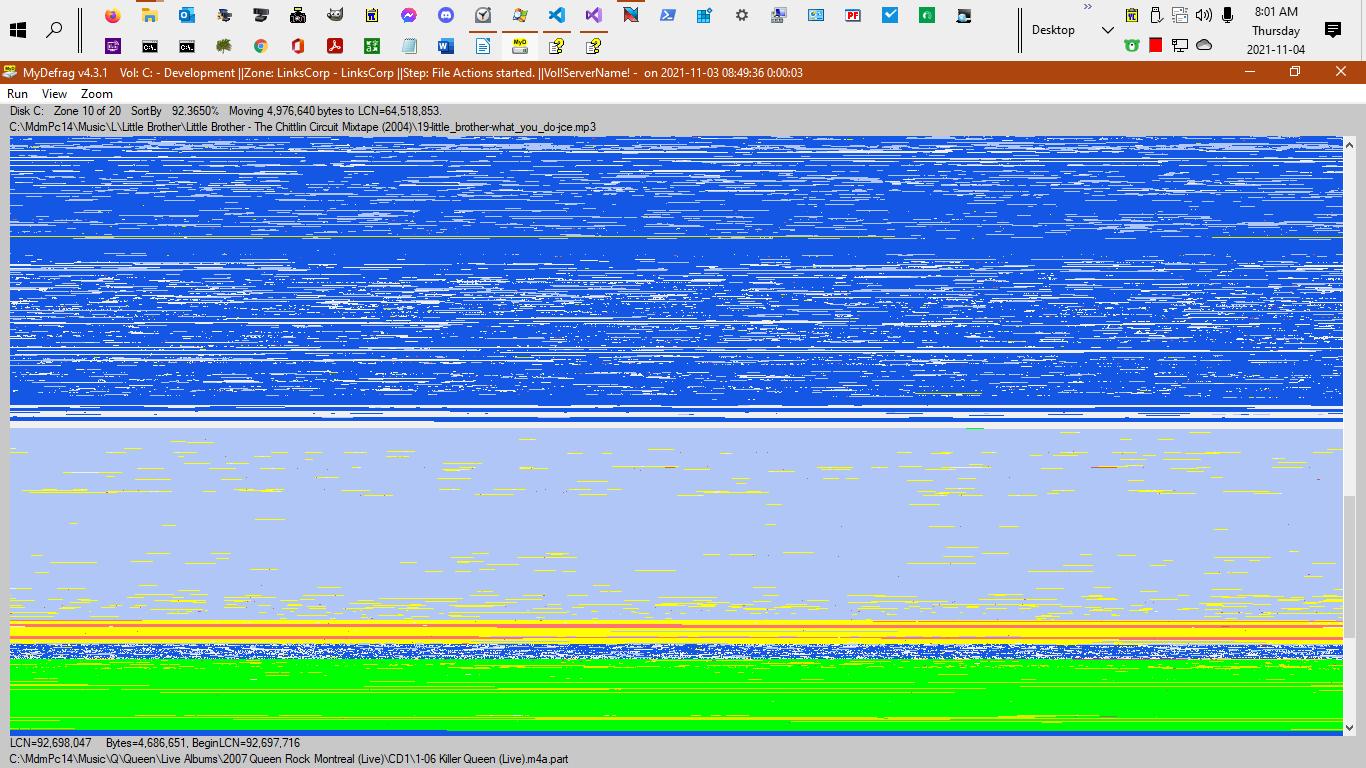 8:01 AM
Desktop
Thursday
2021-11-04
MyDefrag v4.3.1 Vol: C: - Development ||Zone: LinksCorp - LinksCorp ||Step: File Actions started. ||Vol!ServerName! - on 2021-11-03 08:49:36 0:00:03
Run View Zoom
Disk C: Zone 10 of 20 SortBy 92.3650% Moving 4,976,640 bytes to LCN=64,518,853.
C:\MdmPc14\Music\L\Little Brother\Little Brother - The Chittlin Circuit Mixtape (2004)\19-little_brother-what_you_do-jce.mp3
LCN=92,698,047 Bytes=4,686,651, BeginLCN=92,697,716
C:\MdmPc14\Music\Q\Queen\Live Albums\2007 Queen Rock Montreal (Live)\CD1\1-06 Killer Queen (Live).m4a.part